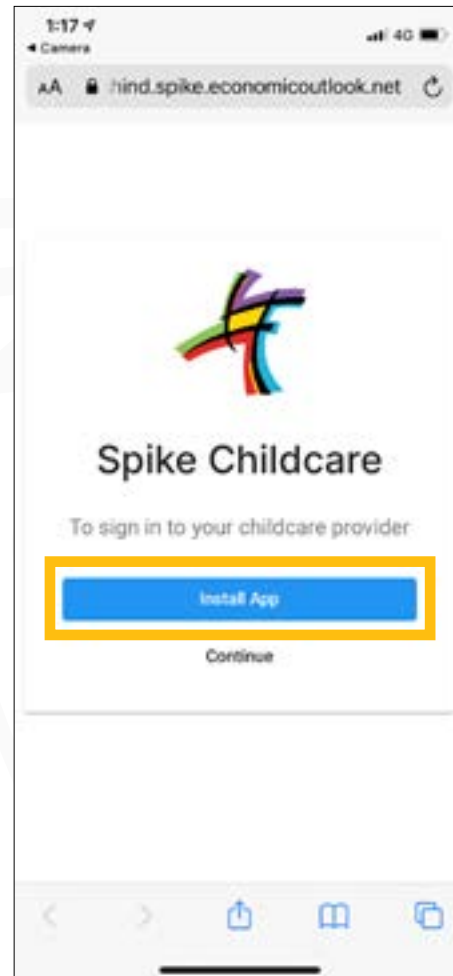 1:17
Camera
4G
AA hind.spike.economicoutlook.net
Spike Childcare
To sign in to your childcare provider
Install App
Continue